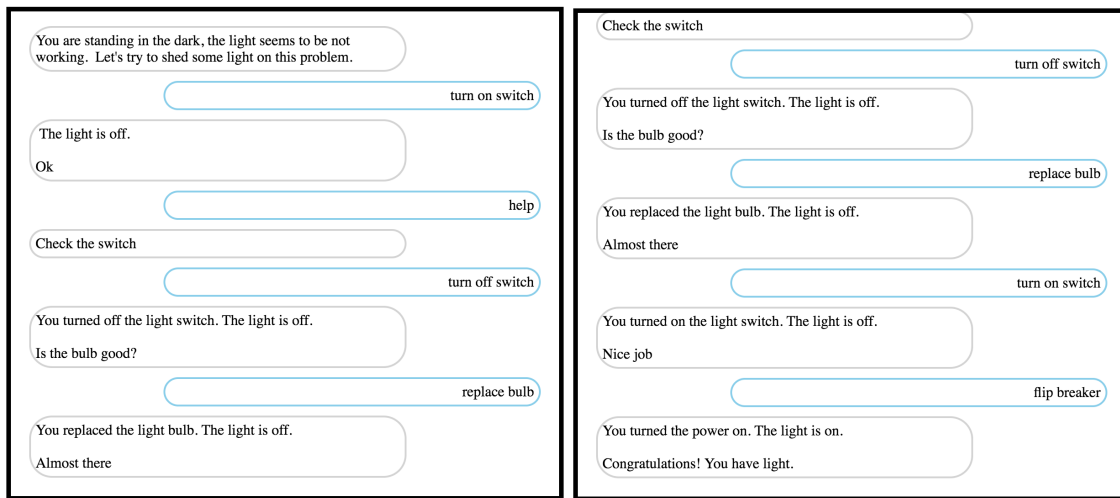 You are standing in the dark, the light seems to be not
working.  Let's try to shed some light on this problem.
turn on switch
The light is off.
Ok
help
Check the switch
turn off switch
You turned off the light switch. The light is off.
Is the bulb good?
replace bulb
You replaced the light bulb. The light is off.
Almost there
Check the switch
turn off switch
You turned off the light switch. The light is off.
Is the bulb good?
replace bulb
You replaced the light bulb. The light is off.
Almost there
turn on switch
You turned on the light switch. The light is off.
Nice job
flip breaker
You turned the power on. The light is on.
Congratulations! You have light.